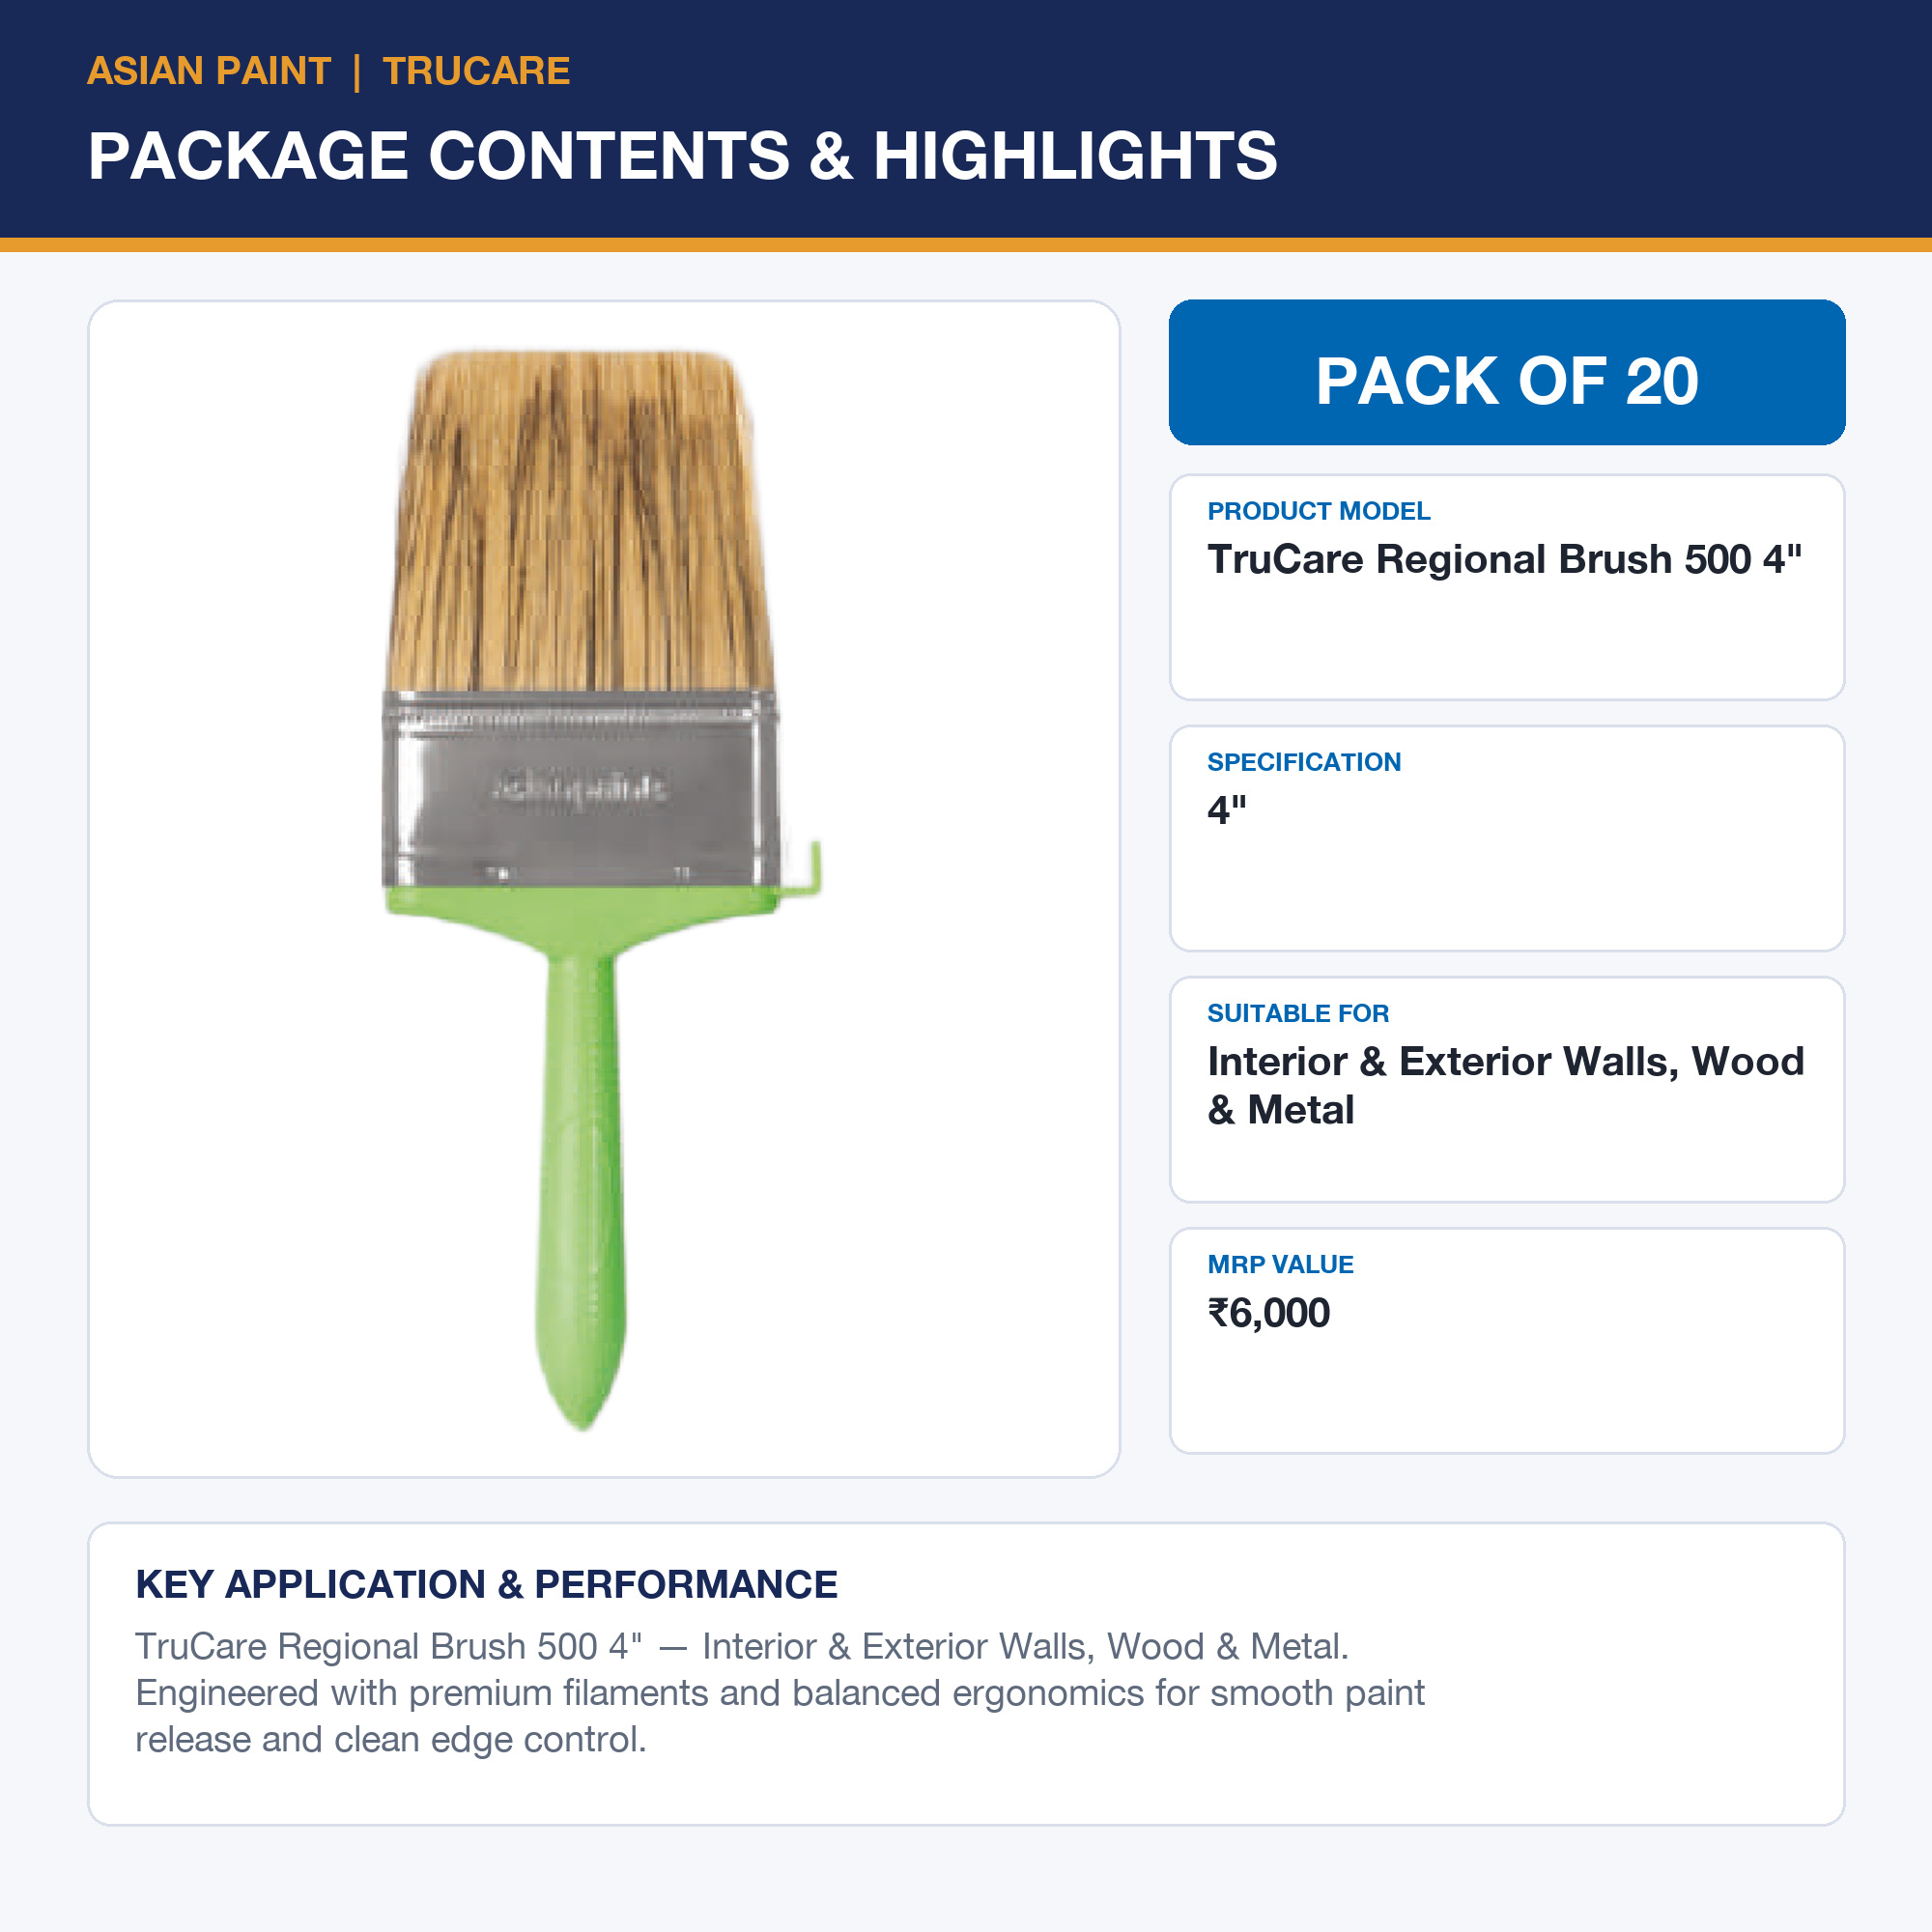 ASIAN PAINT | TRUCARE
PACKAGE CONTENTS & HIGHLIGHTS
PACK OF 20
PRODUCT MODEL
TruCare Regional Brush 500 4"
SPECIFICATION
4"
SUITABLE FOR
Interior & Exterior Walls, Wood
& Metal
MRP VALUE
₹6,000
KEY APPLICATION & PERFORMANCE
TruCare Regional Brush 500 4" — Interior & Exterior Walls, Wood & Metal.
Engineered with premium filaments and balanced ergonomics for smooth paint
release and clean edge control.